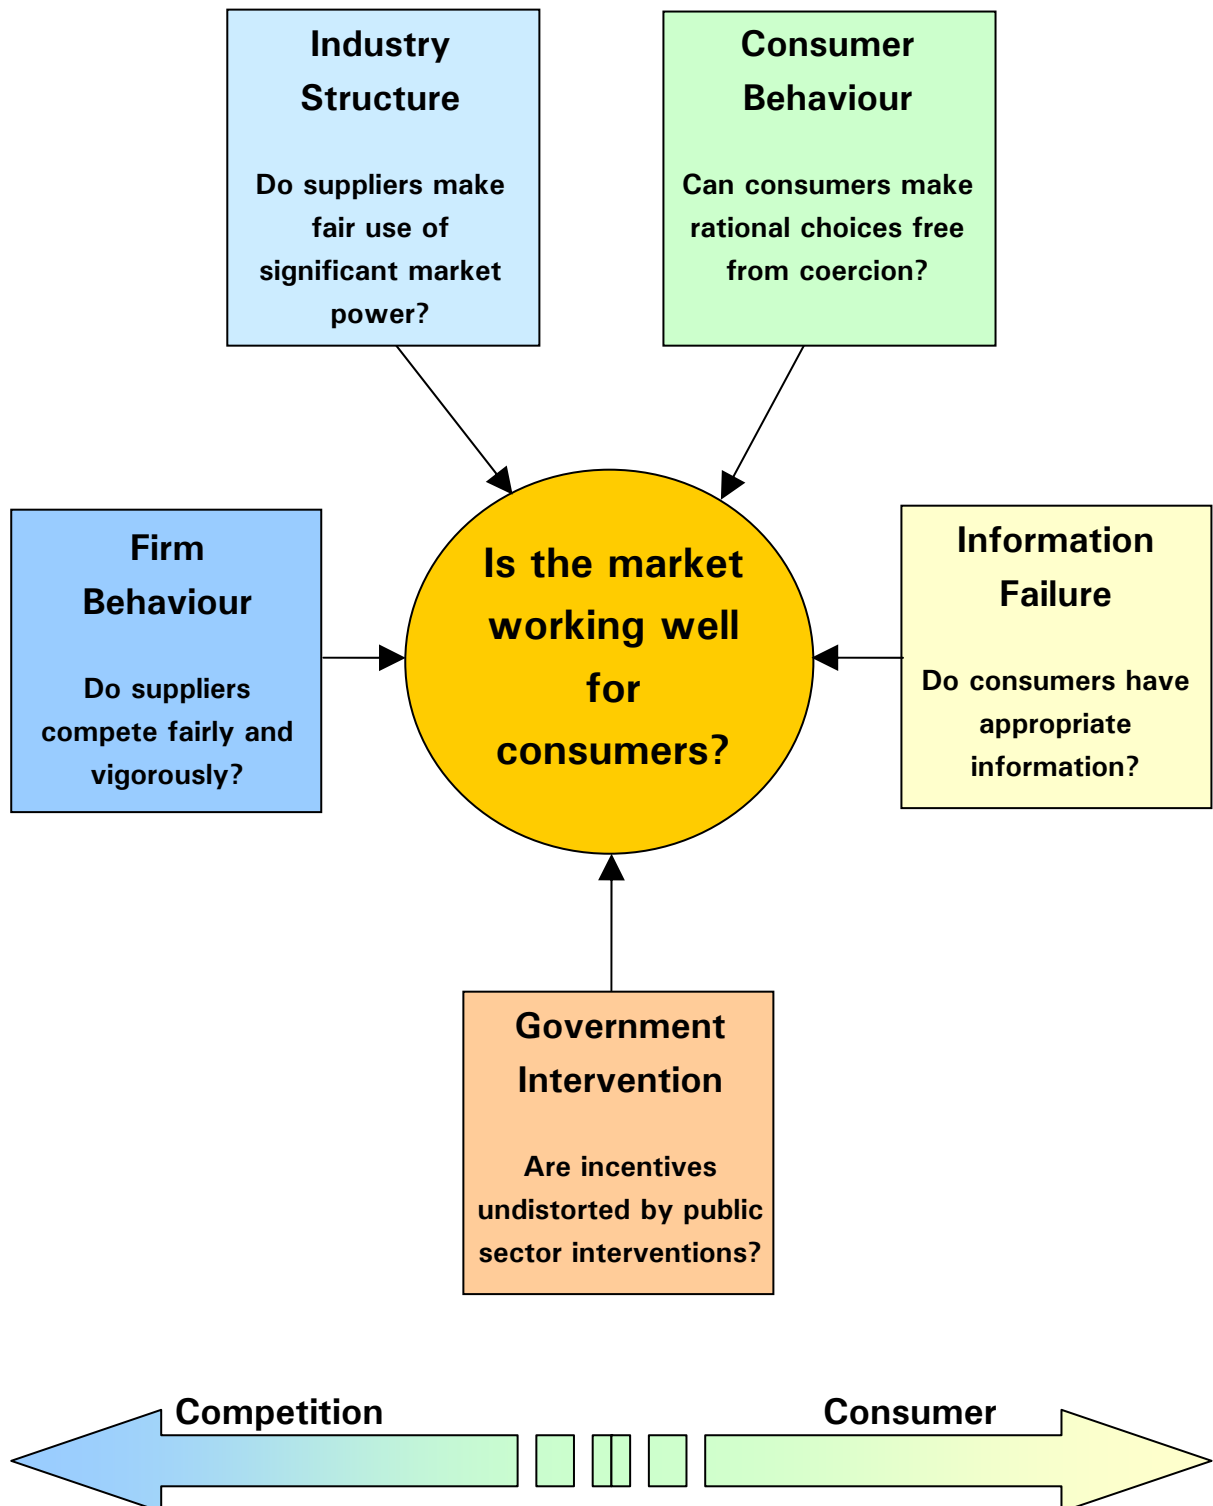 Industry
Structure
Do suppliers make
fair use of
significant market
power?
Consumer
Behaviour
Can consumers make
rational choices free
from coercion?
Firm
Behaviour
Do suppliers
compete fairly and
vigorously?
Is the market
working well
for
consumers?
Information
Failure
Do consumers have
appropriate
information?
Government
Intervention
Are incentives
undistorted by public
sector interventions?
Competition
Consumer